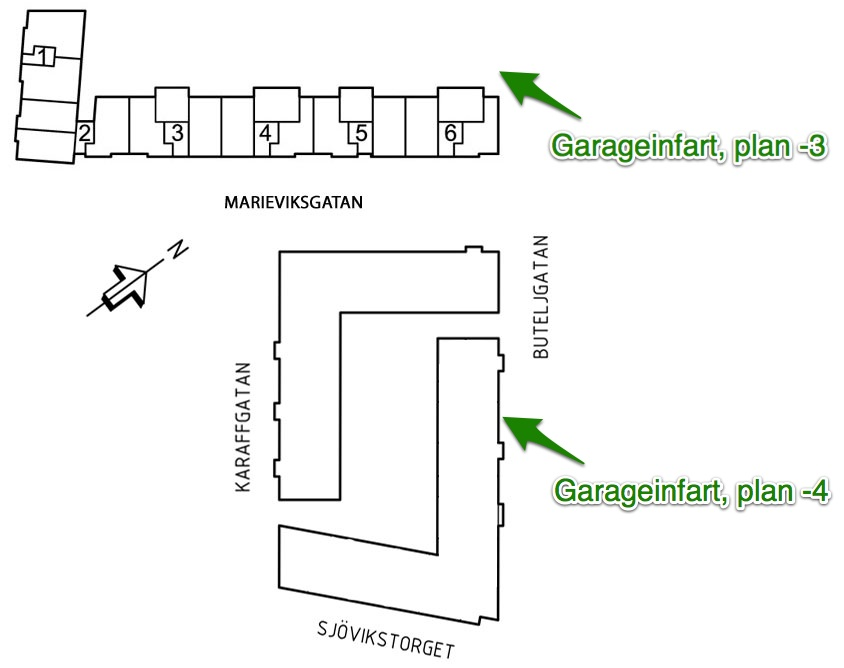 1
2
3
4
5
6
Garageinfart, plan -3
MARIEVIKSGATAN
N
BUTELJGATAN
KARAFFGATAN
Garageinfart, plan -4
SJÖVIKSTORGET